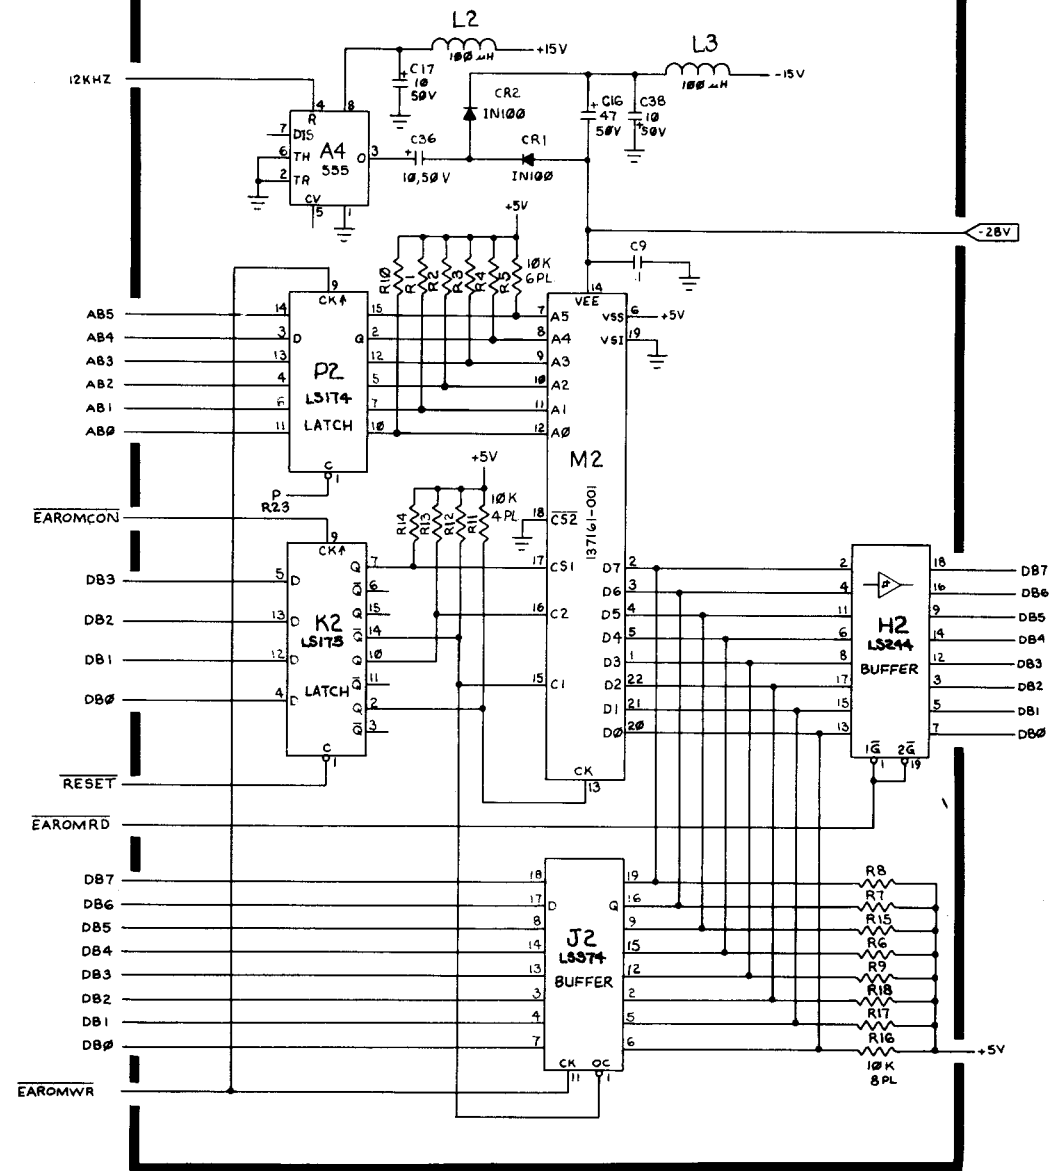 L2
100 µH
+15V
L3
100 µH
-15V
12KHZ
C17
10
50V
CR2
IN100
C16
47
50V
C38
10
50V
4
8
R
7
DIS
6
TH
A4
555
O
3
2
TR
CV
5
1
C36
10,50V
CR1
IN100
+5V
-28V
C9
.1
R10
R1
R2
R3
R4
R5
10K
6PL
9
CK↑
14
VEE
AB5
14
15
7
A5
VSS
6
+5V
AB4
3
D
Q
2
8
A4
VSI
19
AB3
13
12
9
A3
AB2
4
5
10
A2
AB1
6
7
11
A1
AB0
11
10
12
A0
P2
LS174
LATCH
C
1
P
R23
M2
137161-001
+5V
R14
R13
R12
R11
10K
4PL
18
CS2
EAROMCON
9
CK↑
DB3
5
D
Q
7
17
CS1
Q
6
DB2
13
D
Q
15
16
C2
Q
14
DB1
12
D
Q
10
Q
11
15
C1
DB0
4
D
Q
2
Q
3
K2
LS175
LATCH
C
1
D7
2
2
18
DB7
D6
3
4
16
DB6
D5
4
11
9
DB5
D4
5
6
14
DB4
D3
1
8
12
DB3
D2
22
17
3
DB2
D1
21
15
5
DB1
D0
20
13
7
DB0
H2
LS244
BUFFER
1G
2G
1
19
CK
13
RESET
EAROMRD
DB7
18
19
R8
DB6
17
D
Q
16
R7
DB5
8
9
R15
DB4
14
15
R6
DB3
13
12
R9
DB2
3
2
R18
DB1
4
5
R17
DB0
7
6
R16
+5V
10K
8PL
J2
LS374
BUFFER
CK
OC
11
1
EAROMWR